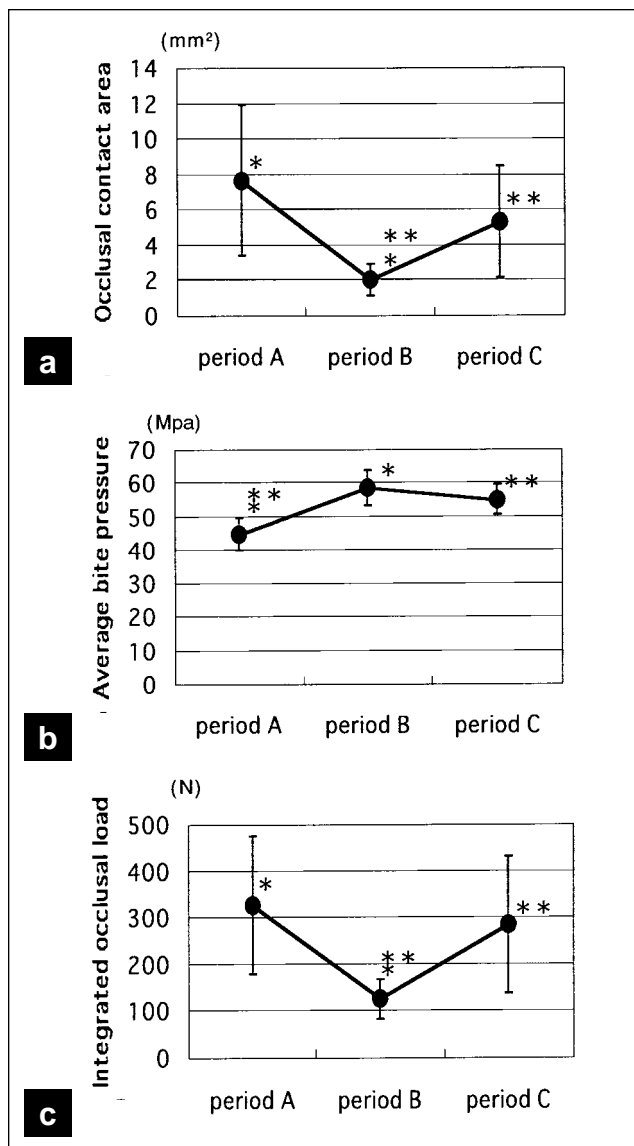 (mm²)
Occlusal contact area
14
12
10
8
6
4
2
0
*
**
*
**
period A period B period C
a
(Mpa)
Average bite pressure
70
60
50
40
30
20
10
0
**
*
*
**
period A period B period C
b
(N)
Integrated occlusal load
500
400
300
200
100
0
*
**
*
**
period A period B period C
c